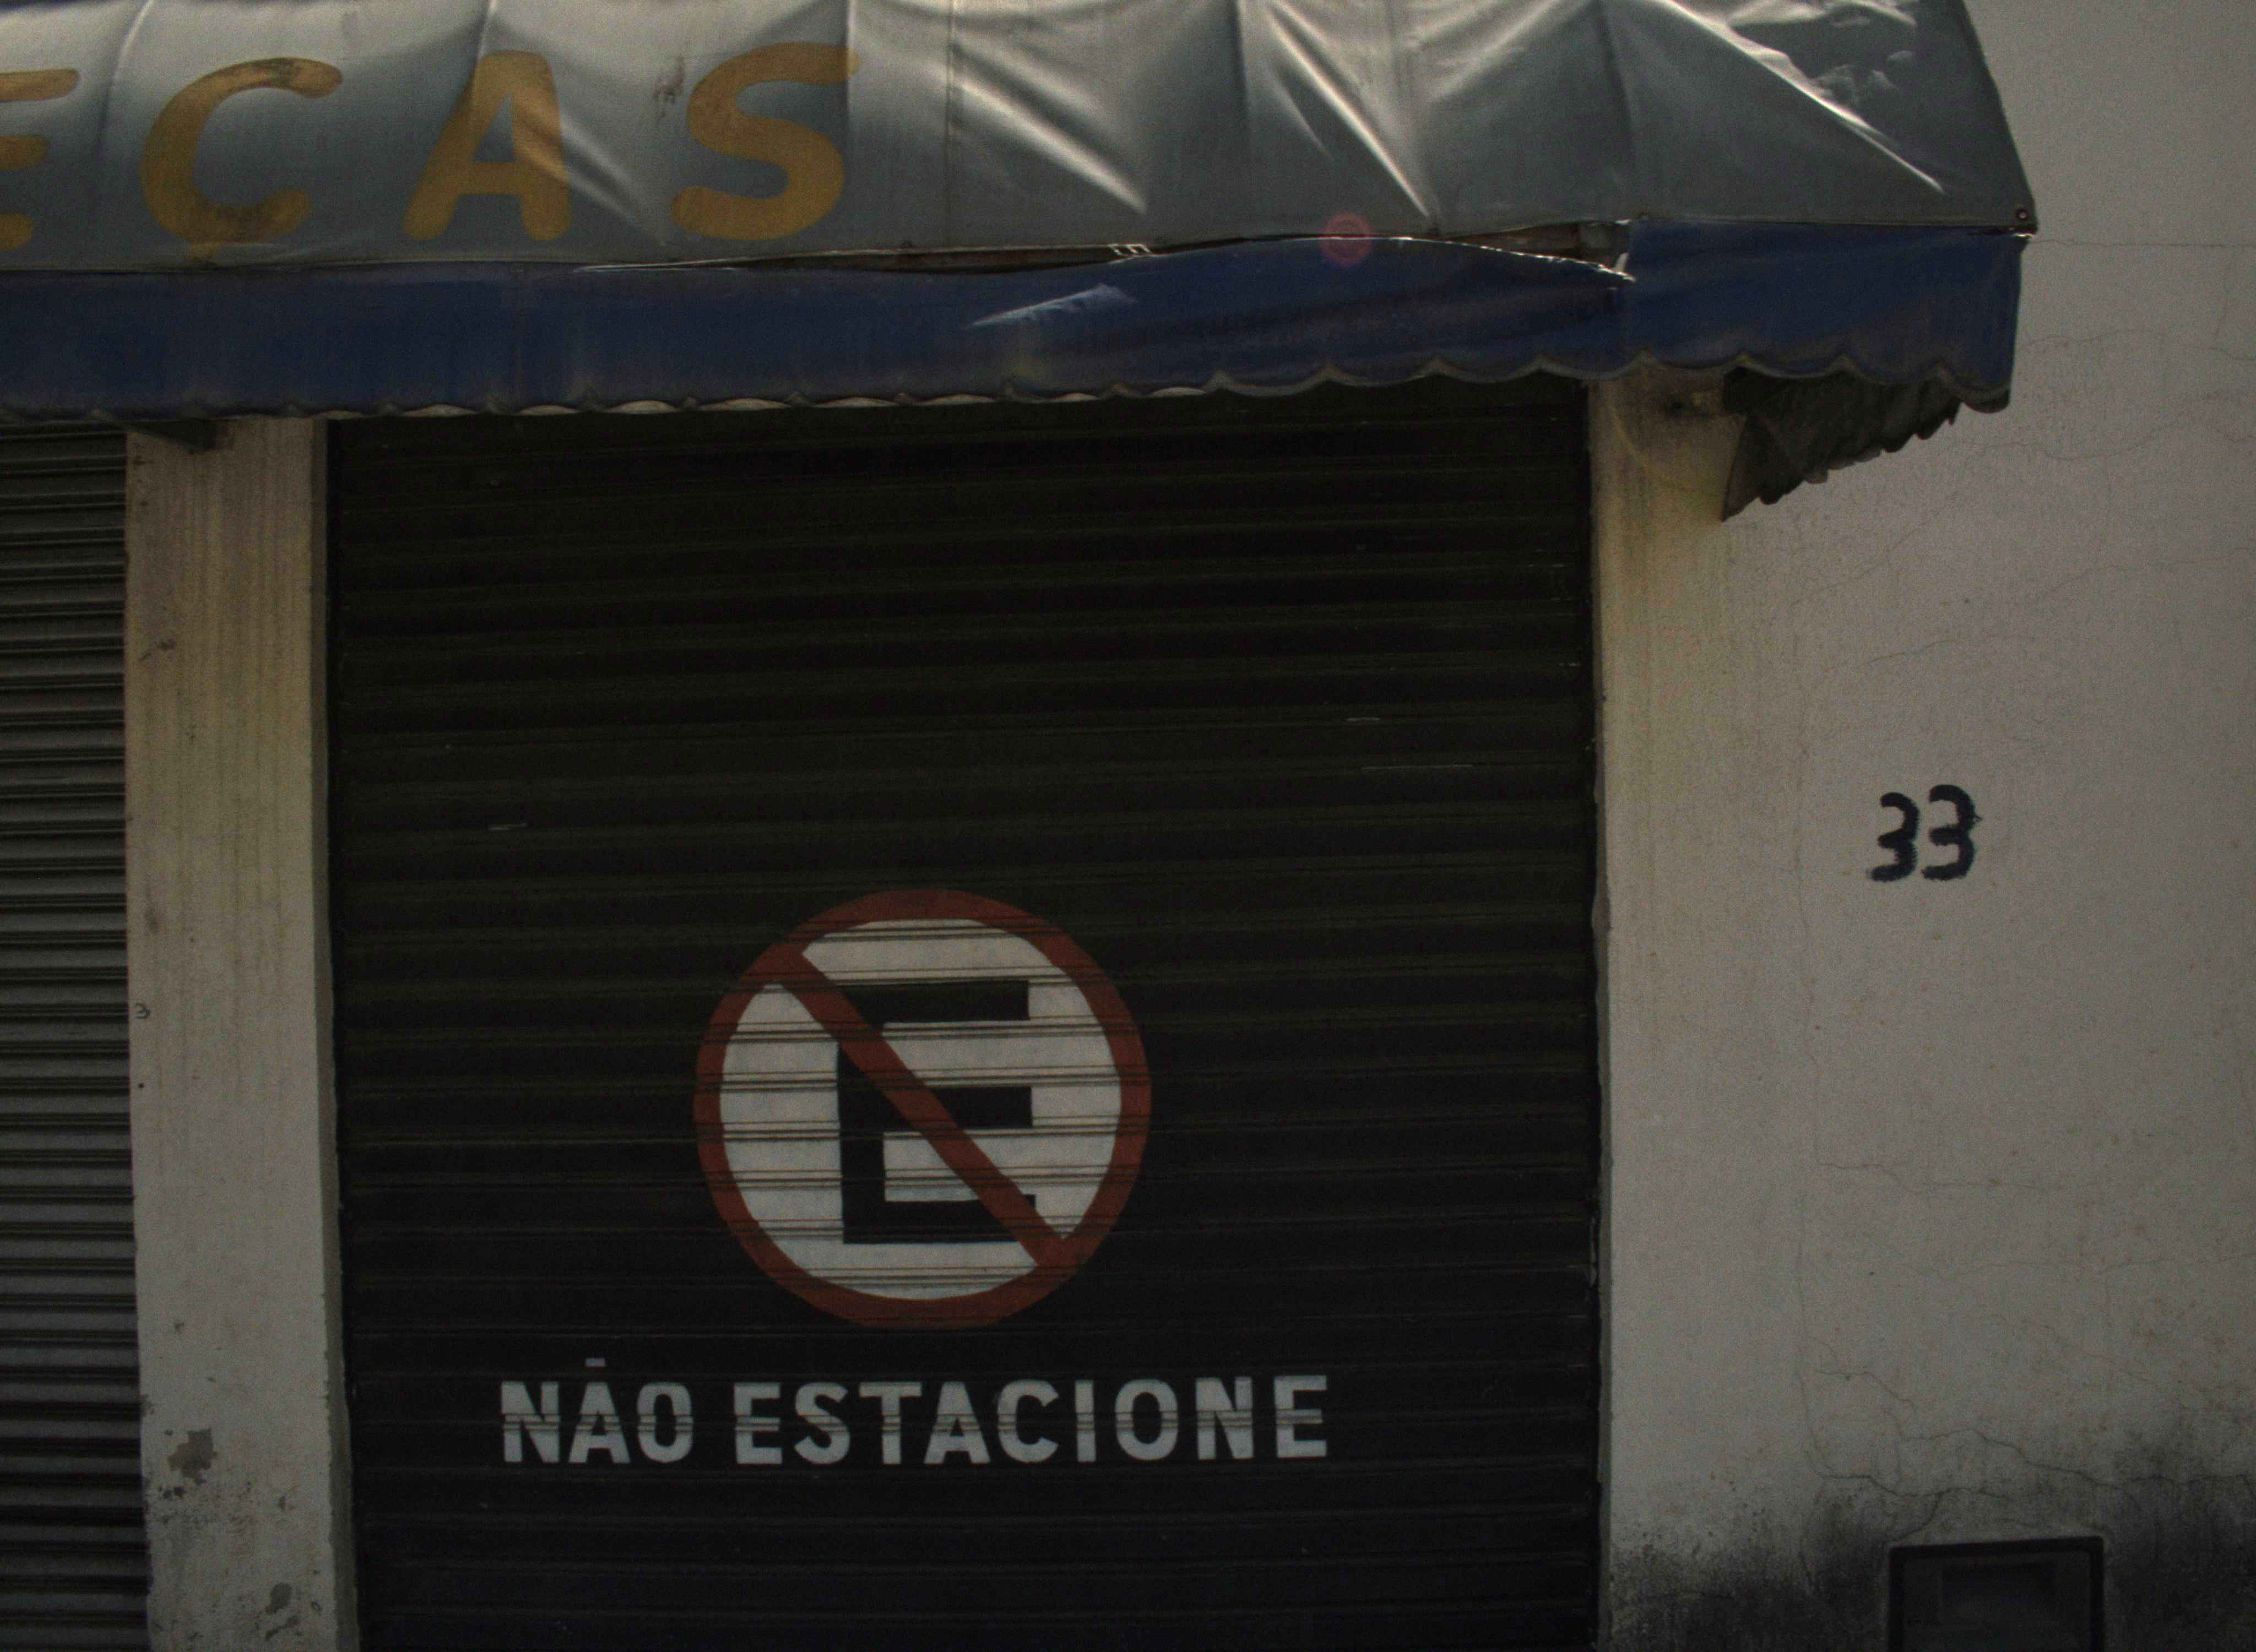 EÇAS
33
E
NÃO ESTACIONE